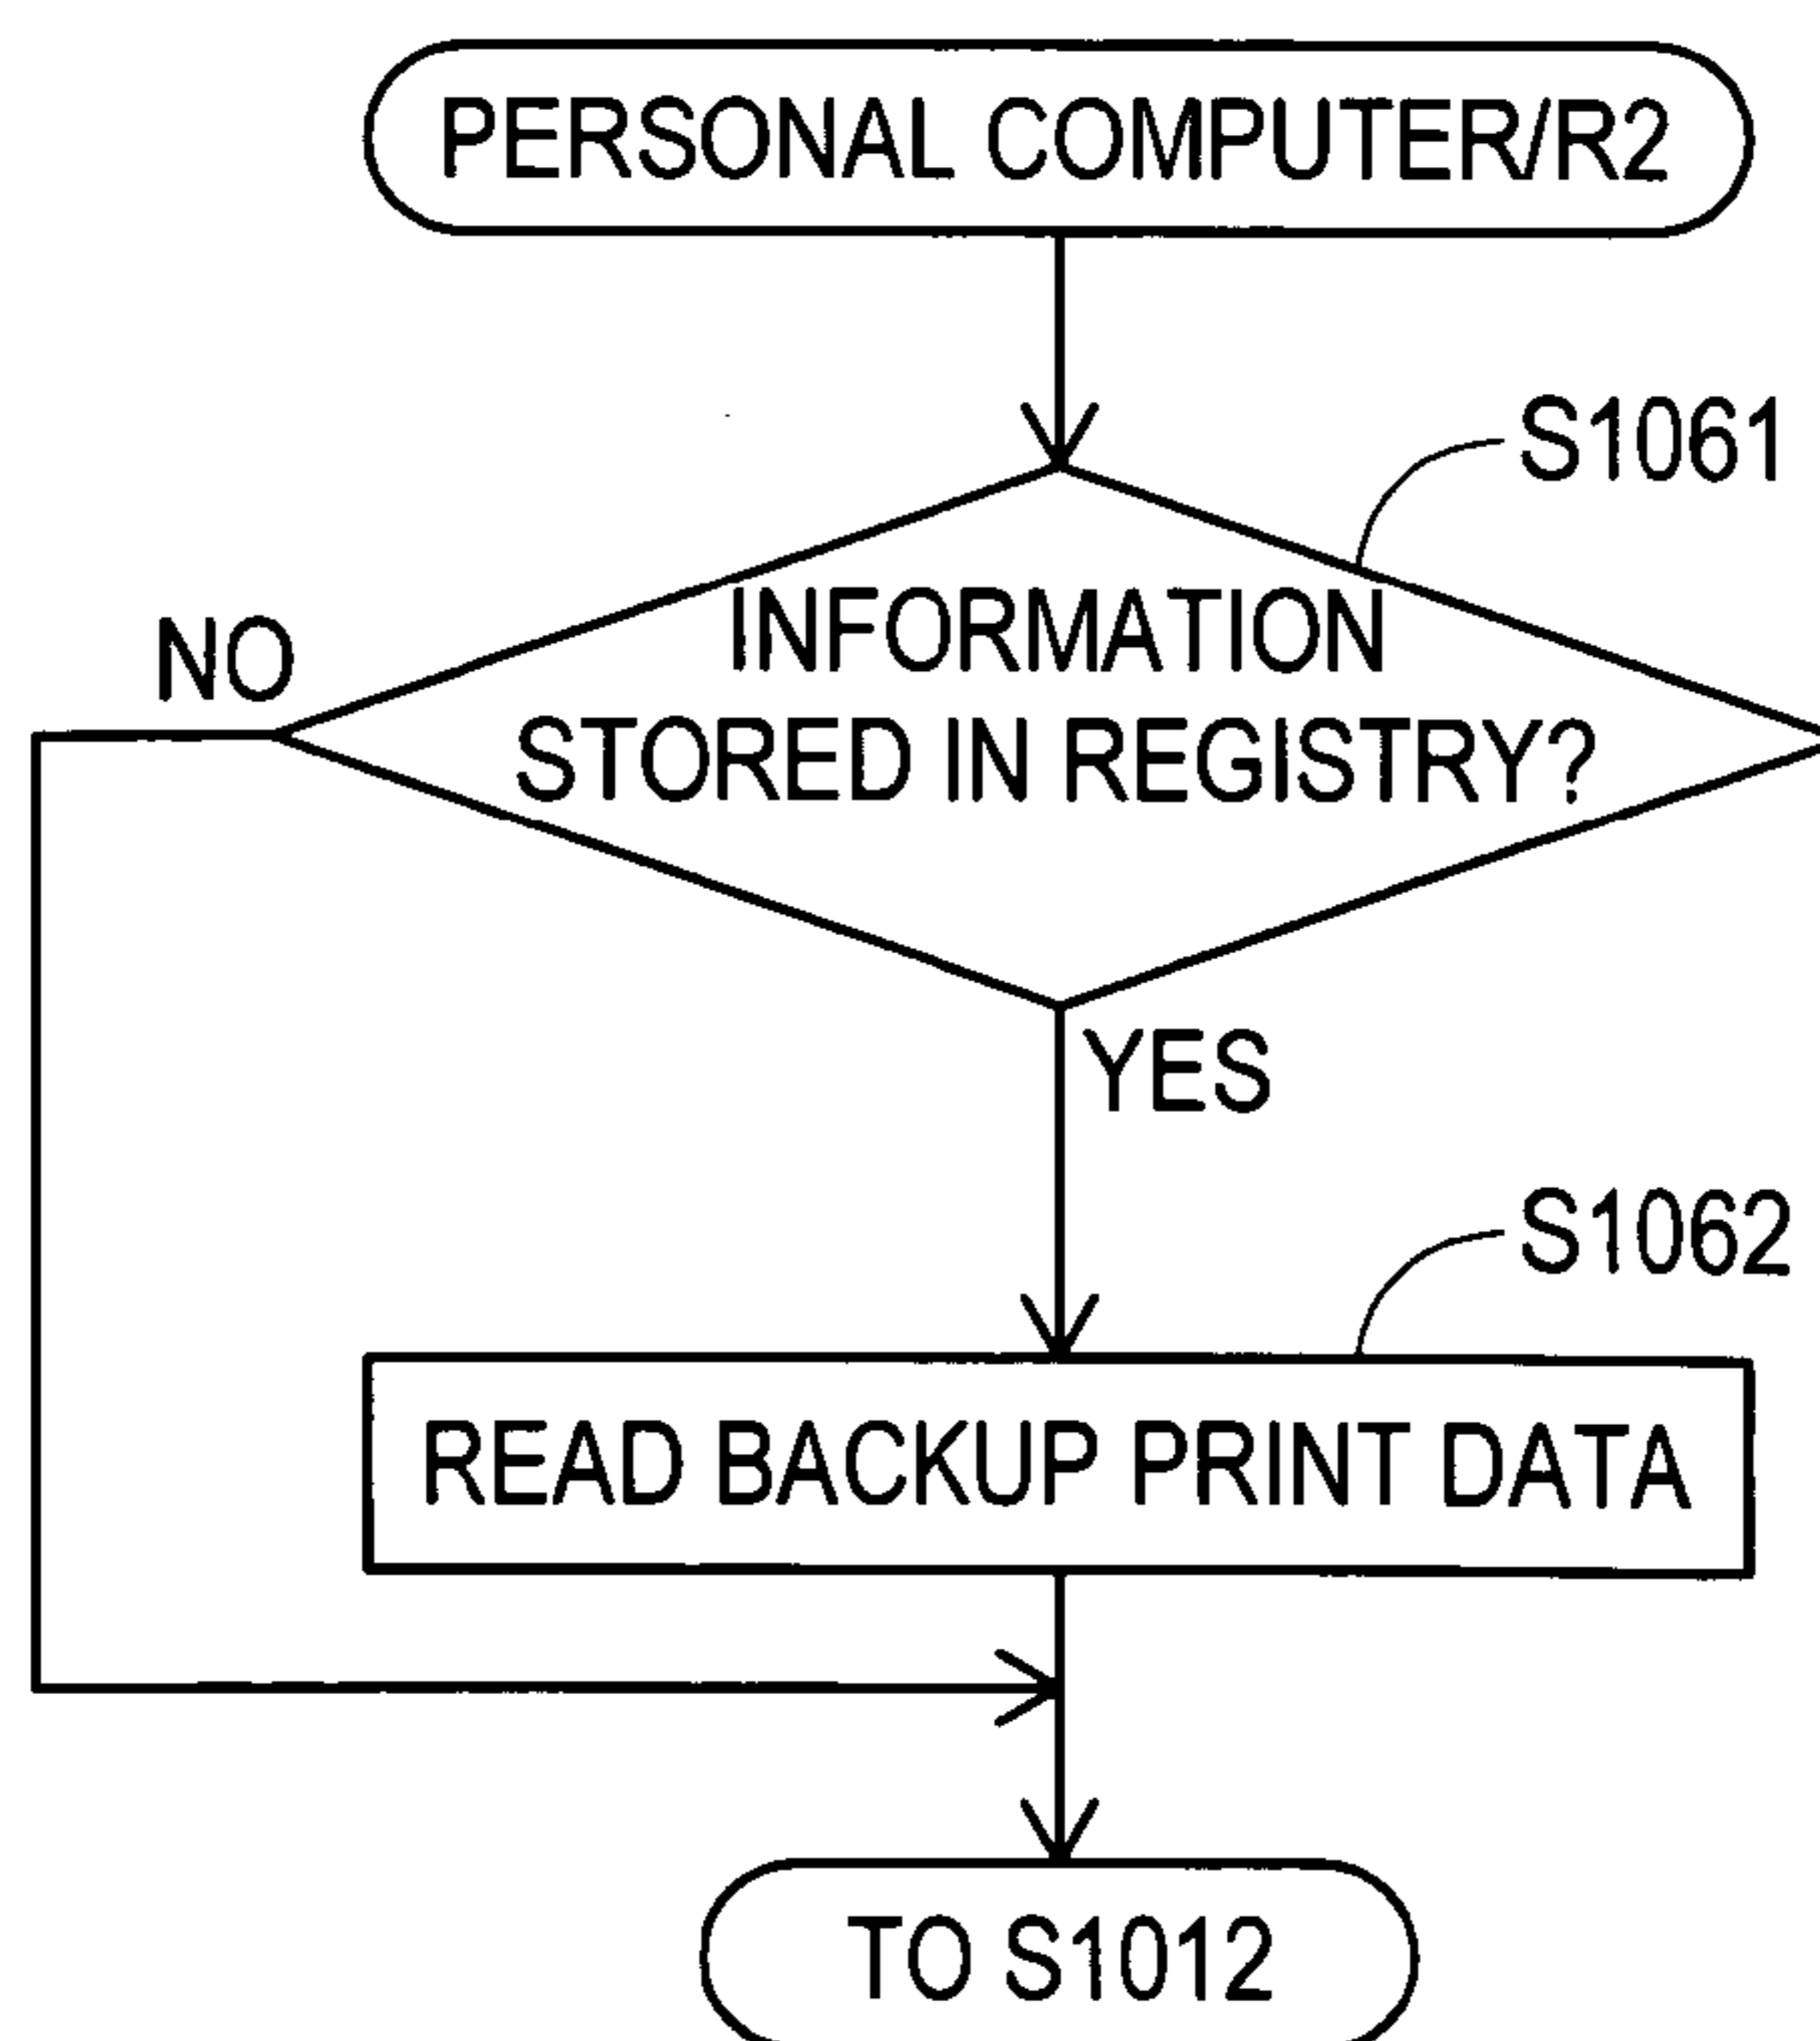 PERSONAL COMPUTER/R2
S1061
NO
INFORMATION
STORED IN REGISTRY?
YES
S1062
READ BACKUP PRINT DATA
TO S1012